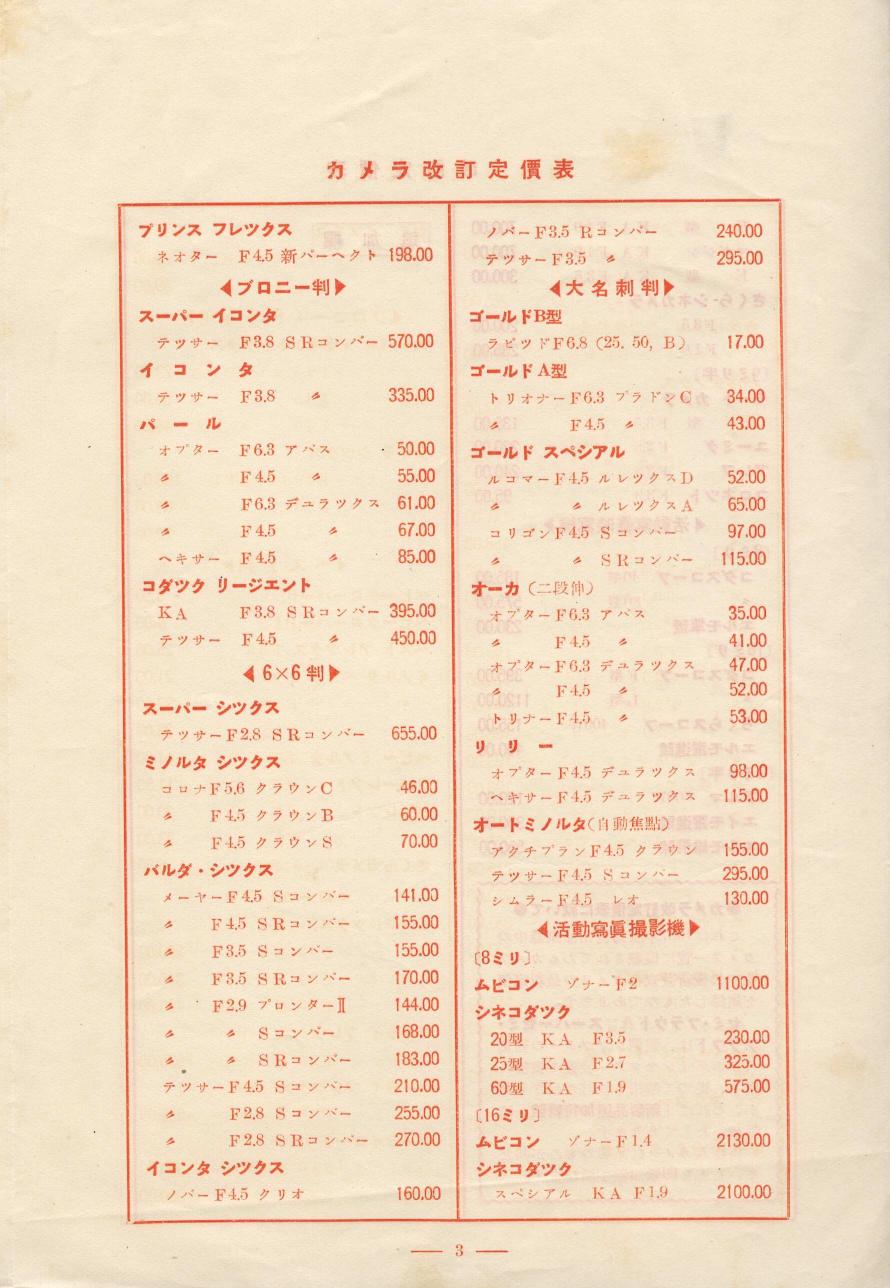 カメラ改訂定價表
プリンス フレツクス
ネオター F4.5 新パーヘクト 198.00
◀ブロニー判▶
スーパー イコンタ
テツサー F3.8 S Rコンパー 570.00
イコンタ
テツサー F3.8 〃 335.00
パール
オプター F6.3 アパス 50.00
〃 F4.5 〃 55.00
〃 F6.3 デュラツクス 61.00
〃 F4.5 〃 67.00
ヘキサー F4.5 〃 85.00
コダツク リージエント
KA F3.8 S Rコンパー 395.00
テツサー F4.5 〃 450.00
◀6×6判▶
スーパー シツクス
テツサーF2.8 S Rコンパー 655.00
ミノルタ シツクス
コロナF5.6 クラウンC 46.00
〃 F4.5 クラウンB 60.00
〃 F4.5 クラウンS 70.00
バルダ・シツクス
メーヤーF4.5 Sコンパー 141.00
〃 F4.5 SRコンパー 155.00
〃 F3.5 Sコンパー 155.00
〃 F3.5 SRコンパー 170.00
〃 F2.9 プロンターⅡ 144.00
〃 〃 Sコンパー 168.00
〃 〃 SRコンパー 183.00
テツサーF4.5 Sコンパー 210.00
〃 F2.8 Sコンパー 255.00
〃 F2.8 SRコンパー 270.00
イコンタ シツクス
ノバーF4.5 クリオ 160.00
ノバーF3.5 Rコンパー 240.00
テツサーF3.5 〃 295.00
◀大名刺判▶
ゴールドB型
ラピツドF6.8 (25. 50, B) 17.00
ゴールドA型
トリオナーF6.3 プラドンC 34.00
〃 F4.5 〃 43.00
ゴールド スペシアル
ルコマーF4.5 ルレツクスD 52.00
〃 〃 ルレツクスA 65.00
コリゴンF4.5 Sコンパー 97.00
〃 〃 SRコンパー 115.00
オーカ(二段伸)
オプターF6.3 アパス 35.00
〃 F4.5 〃 41.00
オプターF6.3 デュラツクス 47.00
〃 F4.5 〃 52.00
トリナーF4.5 〃 53.00
リリー
オプターF4.5 デュラツクス 98.00
ヘキサーF4.5 デュラツクス 115.00
オートミノルタ(自動焦點)
アクチプランF4.5 クラウン 155.00
テツサーF4.5 Sコンパー 295.00
シムラーF4.5 レオ 130.00
◀活動寫眞撮影機▶
〔8ミリ〕
ムビコン ゾナーF2 1100.00
シネコダツク
20型 KA F3.5 230.00
25型 KA F2.7 325.00
60型 KA F1.9 575.00
〔16ミリ〕
ムビコン ゾナーF1.4 2130.00
シネコダツク
スペシアル KA F1.9 2100.00
— 3 —